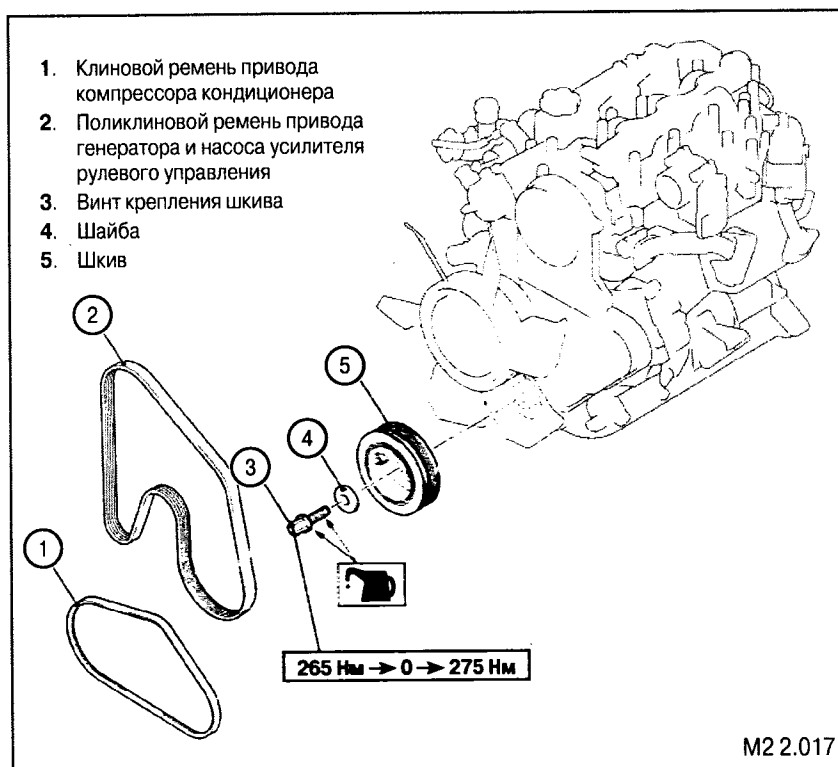 1. Клиновой ремень привода
компрессора кондиционера
2. Поликлиновой ремень привода
генератора и насоса усилителя
рулевого управления
3. Винт крепления шкива
4. Шайба
5. Шкив
2
5
4
3
1
265 Нм → 0 → 275 Нм
M2 2.017